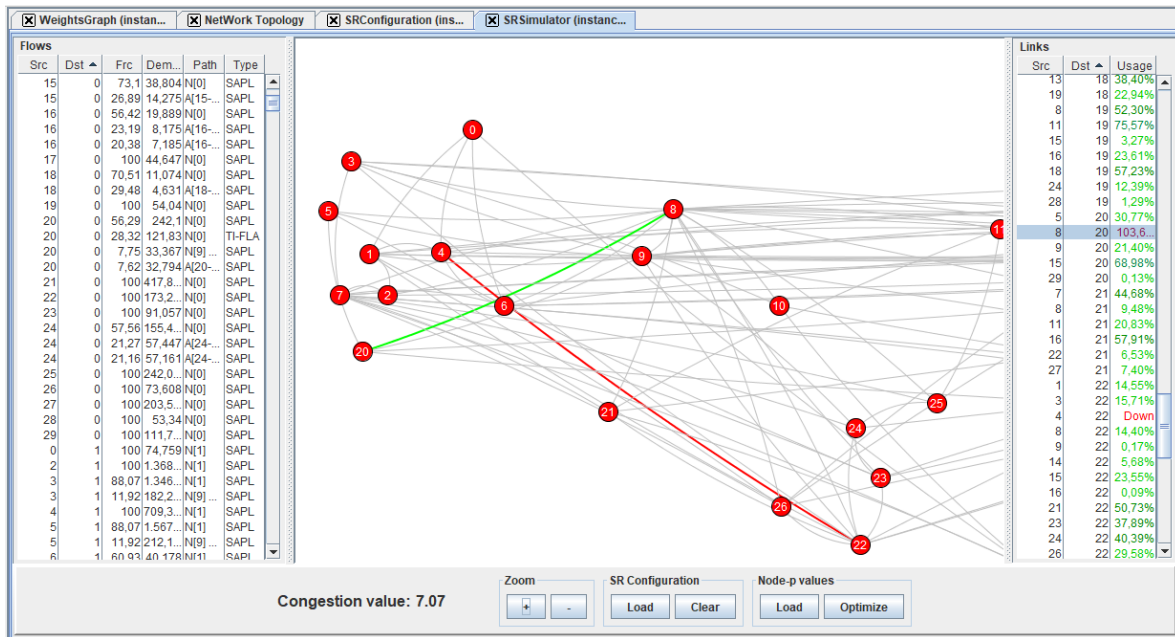 WeightsGraph (instan...
NetWork Topology
SRConfiguration (ins...
SRSimulator (instanc...
Flows
Src Dst Frc Dem... Path Type
15 0 73,1 38,804 N[0] SAPL
15 0 26,89 14,275 A[15-... SAPL
16 0 56,42 19,889 N[0] SAPL
16 0 23,19 8,175 A[16-... SAPL
16 0 20,38 7,185 A[16-... SAPL
17 0 100 44,647 N[0] SAPL
18 0 70,51 11,074 N[0] SAPL
18 0 29,48 4,631 A[18-... SAPL
19 0 100 54,04 N[0] SAPL
20 0 56,29 242,1 N[0] SAPL
20 0 28,32 121,83 N[0] TI-FLA
20 0 7,75 33,367 N[9] ... SAPL
20 0 7,62 32,794 A[20-... SAPL
21 0 100 417,8... N[0] SAPL
22 0 100 173,2... N[0] SAPL
23 0 100 91,057 N[0] SAPL
24 0 57,56 155,4... N[0] SAPL
24 0 21,27 57,447 A[24-... SAPL
24 0 21,16 57,161 A[24-... SAPL
25 0 100 242,0... N[0] SAPL
26 0 100 73,608 N[0] SAPL
27 0 100 203,5... N[0] SAPL
28 0 100 53,34 N[0] SAPL
29 0 100 111,7... N[0] SAPL
0 1 100 74,759 N[1] SAPL
2 1 100 1.368... N[1] SAPL
3 1 88,07 1.346... N[1] SAPL
3 1 11,92 182,2... N[9] ... SAPL
4 1 100 709,3... N[1] SAPL
5 1 88,07 1.567... N[1] SAPL
5 1 11,92 212,1... N[9] ... SAPL
6 1 60,93 40,178 N[1] SAPL
0
3
5
8
11
1
4
9
7
2
6
10
20
25
21
24
23
26
22
Links
Src Dst Usage
13 18 38,40%
19 18 22,94%
8 19 52,30%
11 19 75,57%
15 19 3,27%
16 19 23,61%
18 19 57,23%
24 19 12,39%
28 19 1,29%
5 20 30,77%
8 20 103,6...
9 20 21,40%
15 20 68,98%
29 20 0,13%
7 21 44,68%
8 21 9,48%
11 21 20,83%
16 21 57,91%
22 21 6,53%
27 21 7,40%
1 22 14,55%
3 22 15,71%
4 22 Down
8 22 14,40%
9 22 0,17%
14 22 5,68%
15 22 23,55%
16 22 0,09%
21 22 50,73%
23 22 37,89%
24 22 40,39%
26 22 29,58%
Congestion value: 7.07
Zoom
+ -
SR Configuration
Load Clear
Node-p values
Load Optimize